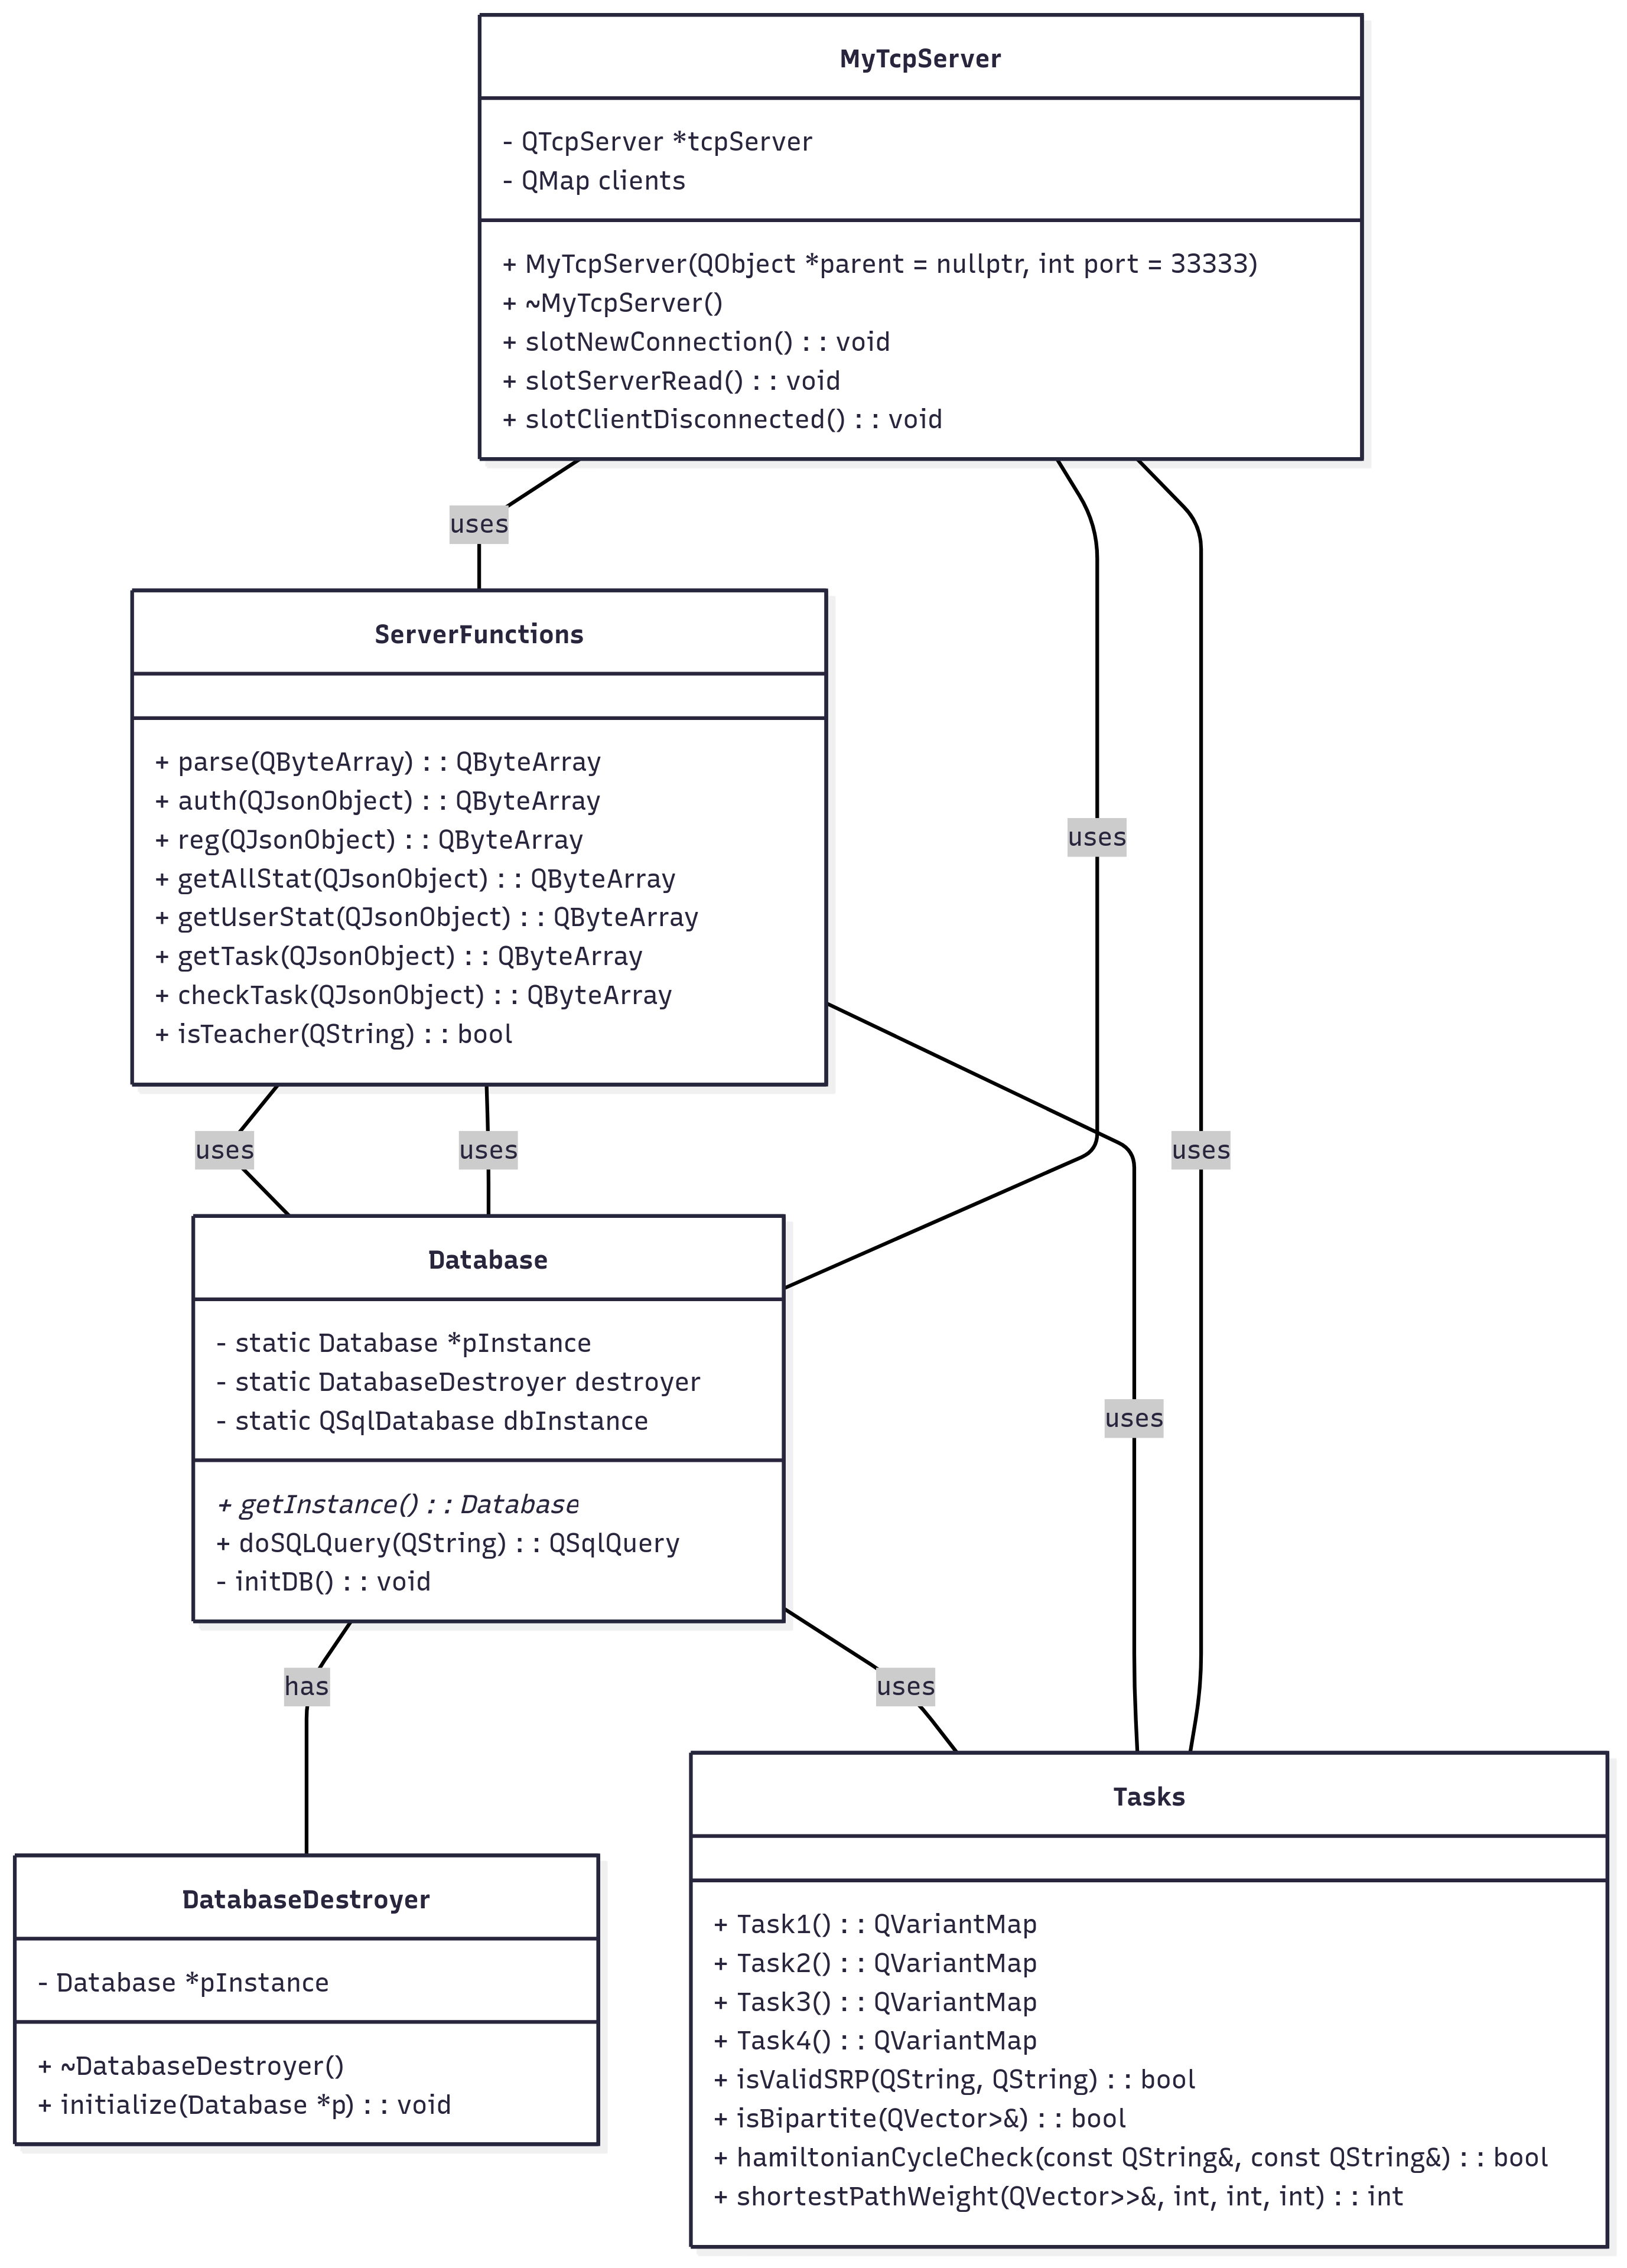 MyTcpServer
- QTcpServer *tcpServer
- QMap clients
+ MyTcpServer(QObject *parent = nullptr, int port = 33333)
+ ~MyTcpServer()
+ slotNewConnection() : : void
+ slotServerRead() : : void
+ slotClientDisconnected() : : void
uses
ServerFunctions
+ parse(QByteArray) : : QByteArray
+ auth(QJsonObject) : : QByteArray
+ reg(QJsonObject) : : QByteArray
+ getAllStat(QJsonObject) : : QByteArray
+ getUserStat(QJsonObject) : : QByteArray
+ getTask(QJsonObject) : : QByteArray
+ checkTask(QJsonObject) : : QByteArray
+ isTeacher(QString) : : bool
uses
uses
uses
uses
Database
- static Database *pInstance
- static DatabaseDestroyer destroyer
- static QSqlDatabase dbInstance
+ getInstance() : : Database
+ doSQLQuery(QString) : : QSqlQuery
- initDB() : : void
uses
has
uses
DatabaseDestroyer
- Database *pInstance
+ ~DatabaseDestroyer()
+ initialize(Database *p) : : void
Tasks
+ Task1() : : QVariantMap
+ Task2() : : QVariantMap
+ Task3() : : QVariantMap
+ Task4() : : QVariantMap
+ isValidSRP(QString, QString) : : bool
+ isBipartite(QVector>&) : : bool
+ hamiltonianCycleCheck(const QString&, const QString&) : : bool
+ shortestPathWeight(QVector>>&, int, int, int) : : int